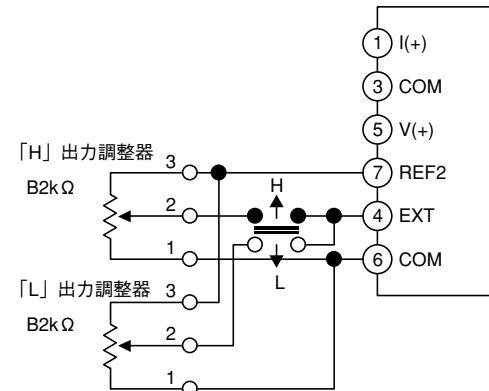 1 I(+)
3 COM
5 V(+)
「H」出力調整器
B2kΩ
3
7 REF2
H
2
4 EXT
1
6 COM
L
「L」出力調整器
B2kΩ
3
2
1